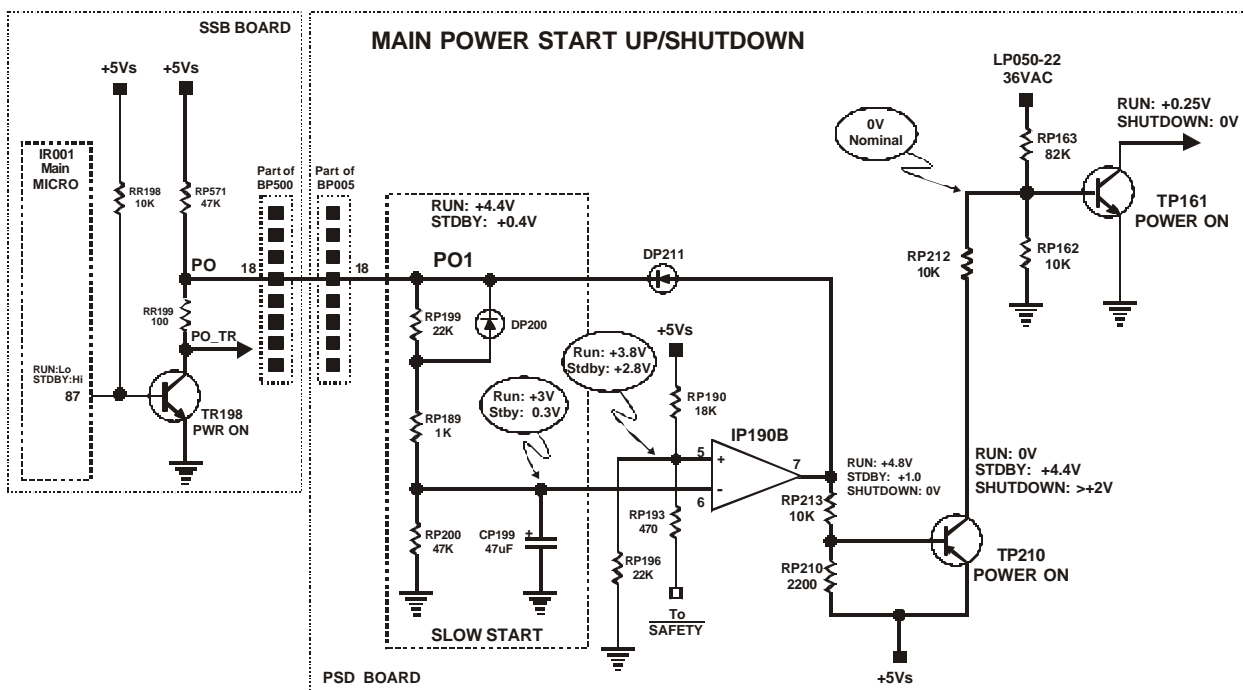 SSB BOARD
MAIN POWER START UP/SHUTDOWN
+5Vs
+5Vs
IR001
Main
MICRO
RR198
10K
RP571
47K
Part of
BP500
Part of
BP005
PO
18
18
RR199
100
PO_TR
RUN:Lo
STDBY:Hi
87
TR198
PWR ON
RUN: +4.4V
STDBY: +0.4V
PO1
RP199
22K
DP200
RP189
1K
Run: +3V
Stby: 0.3V
RP200
47K
CP199
47uF
+
SLOW START
PSD BOARD
DP211
+5Vs
Run: +3.8V
Stdby: +2.8V
RP190
18K
IP190B
5
+
-
6
7
RP193
470
RP196
22K
To
SAFETY
RUN: +4.8V
STDBY: +1.0
SHUTDOWN: 0V
RP213
10K
RP210
2200
+5Vs
RUN: 0V
STDBY: +4.4V
SHUTDOWN: >+2V
TP210
POWER ON
LP050-22
36VAC
0V
Nominal
RP163
82K
RP212
10K
RP162
10K
RUN: +0.25V
SHUTDOWN: 0V
TP161
POWER ON